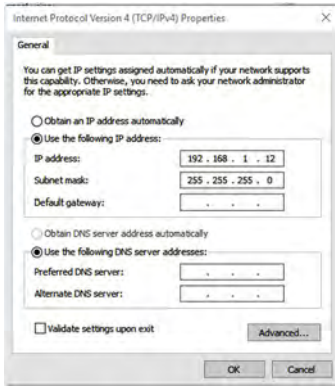 Internet Protocol Version 4 (TCP/IPv4) Properties
General
You can get IP settings assigned automatically if your network supports
this capability. Otherwise, you need to ask your network administrator
for the appropriate IP settings.
Obtain an IP address automatically
Use the following IP address:
IP address: 192 . 168 . 1 . 12
Subnet mask: 255 . 255 . 255 . 0
Default gateway: . . .
Obtain DNS server address automatically
Use the following DNS server addresses:
Preferred DNS server: . . .
Alternate DNS server: . . .
Validate settings upon exit
Advanced...
OK Cancel